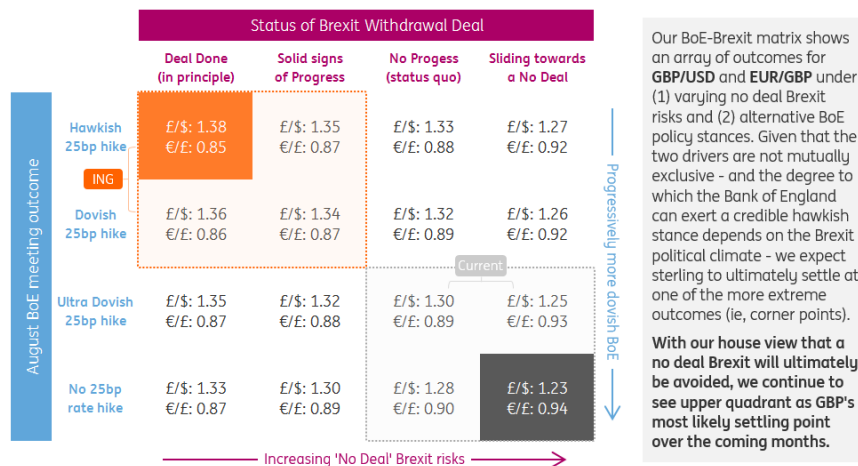 Status of Brexit Withdrawal Deal
Deal Done
(in principle)
Solid signs
of Progress
No Progess
(status quo)
Sliding towards
a No Deal
August BoE meeting outcome
Hawkish
25bp hike
£/$: 1.38
€/£: 0.85
£/$: 1.35
€/£: 0.87
£/$: 1.33
€/£: 0.88
£/$: 1.27
€/£: 0.92
ING
Dovish
25bp hike
£/$: 1.36
€/£: 0.86
£/$: 1.34
€/£: 0.87
£/$: 1.32
€/£: 0.89
£/$: 1.26
€/£: 0.92
Current
Ultra Dovish
25bp hike
£/$: 1.35
€/£: 0.87
£/$: 1.32
€/£: 0.88
£/$: 1.30
€/£: 0.89
£/$: 1.25
€/£: 0.93
No 25bp
rate hike
£/$: 1.33
€/£: 0.87
£/$: 1.30
€/£: 0.89
£/$: 1.28
€/£: 0.90
£/$: 1.23
€/£: 0.94
Progressively more dovish BoE
Increasing 'No Deal' Brexit risks
Our BoE-Brexit matrix shows
an array of outcomes for
GBP/USD and EUR/GBP under
(1) varying no deal Brexit
risks and (2) alternative BoE
policy stances. Given that the
two drivers are not mutually
exclusive - and the degree to
which the Bank of England
can exert a credible hawkish
stance depends on the Brexit
political climate - we expect
sterling to ultimately settle at
one of the more extreme
outcomes (ie, corner points).
With our house view that a
no deal Brexit will ultimately
be avoided, we continue to
see upper quadrant as GBP's
most likely settling point
over the coming months.